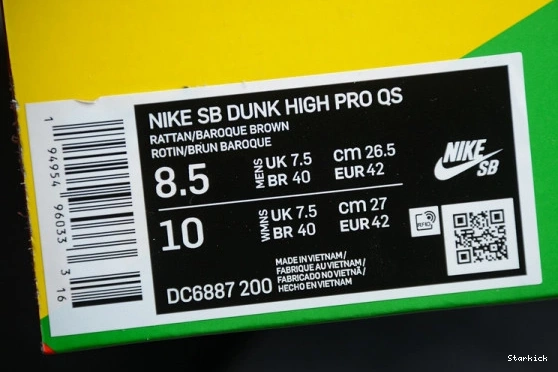 NIKE SB DUNK HIGH PRO QS
RATTAN/BAROQUE BROWN
ROTIN/BRUN BAROQUE
8.5 MENS UK 7.5 CM 26.5
BR 40 EUR 42
10 WMNS UK 7.5 CM 27
BR 40 EUR 42
DC6887 200
MADE IN VIETNAM/
FABRIQUE AU VIETNAM/
FABRICADO NO VIETNÃ/
HECHO EN VIETNAM
NIKE
SB
RFID
1 94954 96033 3 16
Starkick